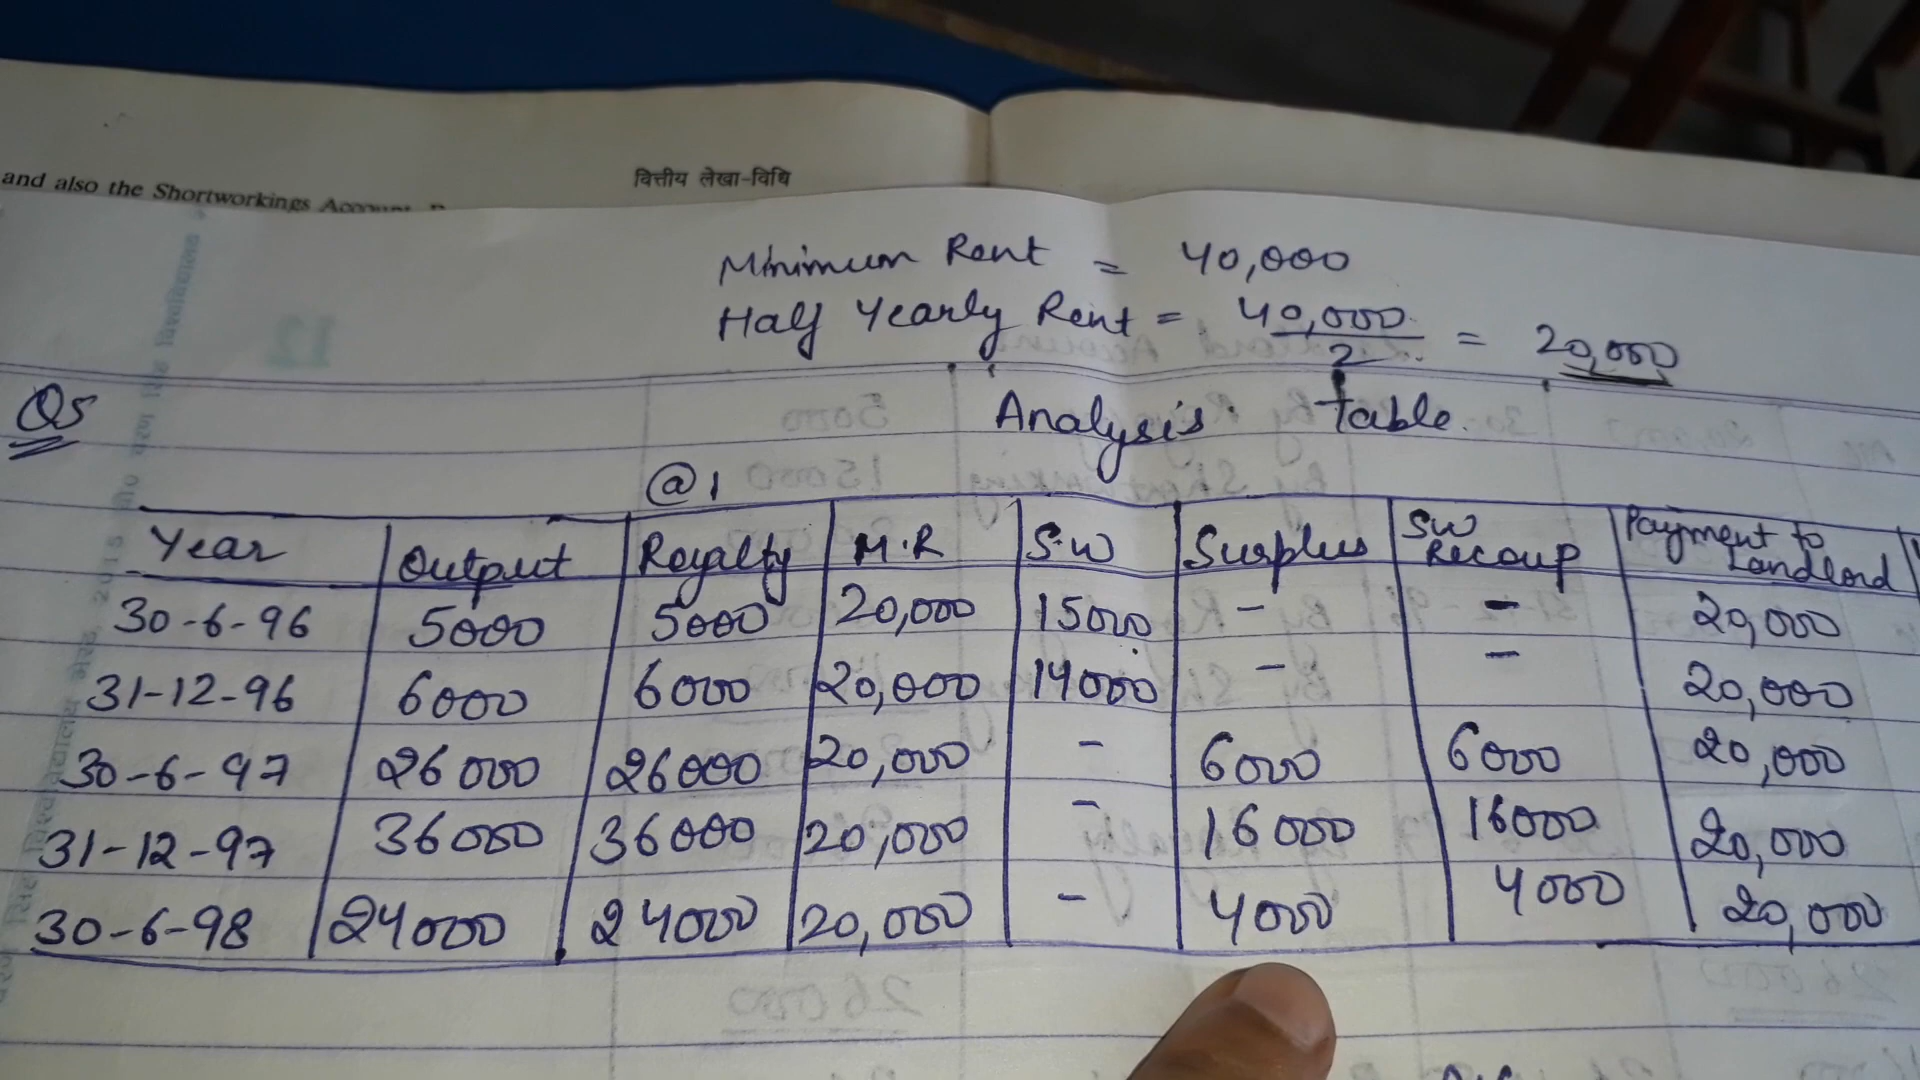 and also the Shortworkings Account
वित्तीय लेखा-विधि
Minimum Rent = 40,000
Half Yearly Rent = 40,000 / 2 = 20,000
Q5
Analysis table.
@1
Year Output Royalty M.R S.W Surplus SW Recoup Payment to Landlord
30-6-96 5000 5000 20,000 15000 - - 20,000
31-12-96 6000 6000 20,000 14000 - - 20,000
30-6-97 26000 26000 20,000 - 6000 6000 20,000
31-12-97 36000 36000 20,000 - 16000 16000 20,000
30-6-98 24000 24000 20,000 - 4000 4000 20,000